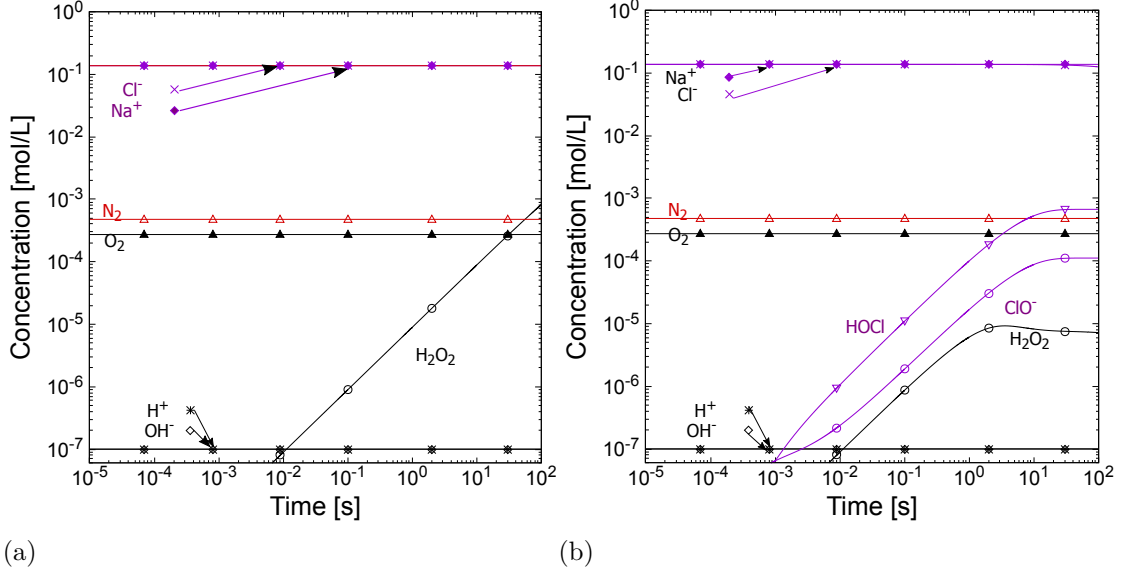 Concentration [mol/L]
10⁰
10⁻¹
10⁻²
10⁻³
10⁻⁴
10⁻⁵
10⁻⁶
10⁻⁷
Cl⁻
Na⁺
N₂
O₂
H₂O₂
H⁺
OH⁻
10⁻⁵ 10⁻⁴ 10⁻³ 10⁻² 10⁻¹ 10⁰ 10¹ 10²
Time [s]
(a)
Concentration [mol/L]
10⁰
10⁻¹
10⁻²
10⁻³
10⁻⁴
10⁻⁵
10⁻⁶
10⁻⁷
Na⁺
Cl⁻
N₂
O₂
HOCl
ClO⁻
H₂O₂
H⁺
OH⁻
10⁻⁵ 10⁻⁴ 10⁻³ 10⁻² 10⁻¹ 10⁰ 10¹ 10²
Time [s]
(b)